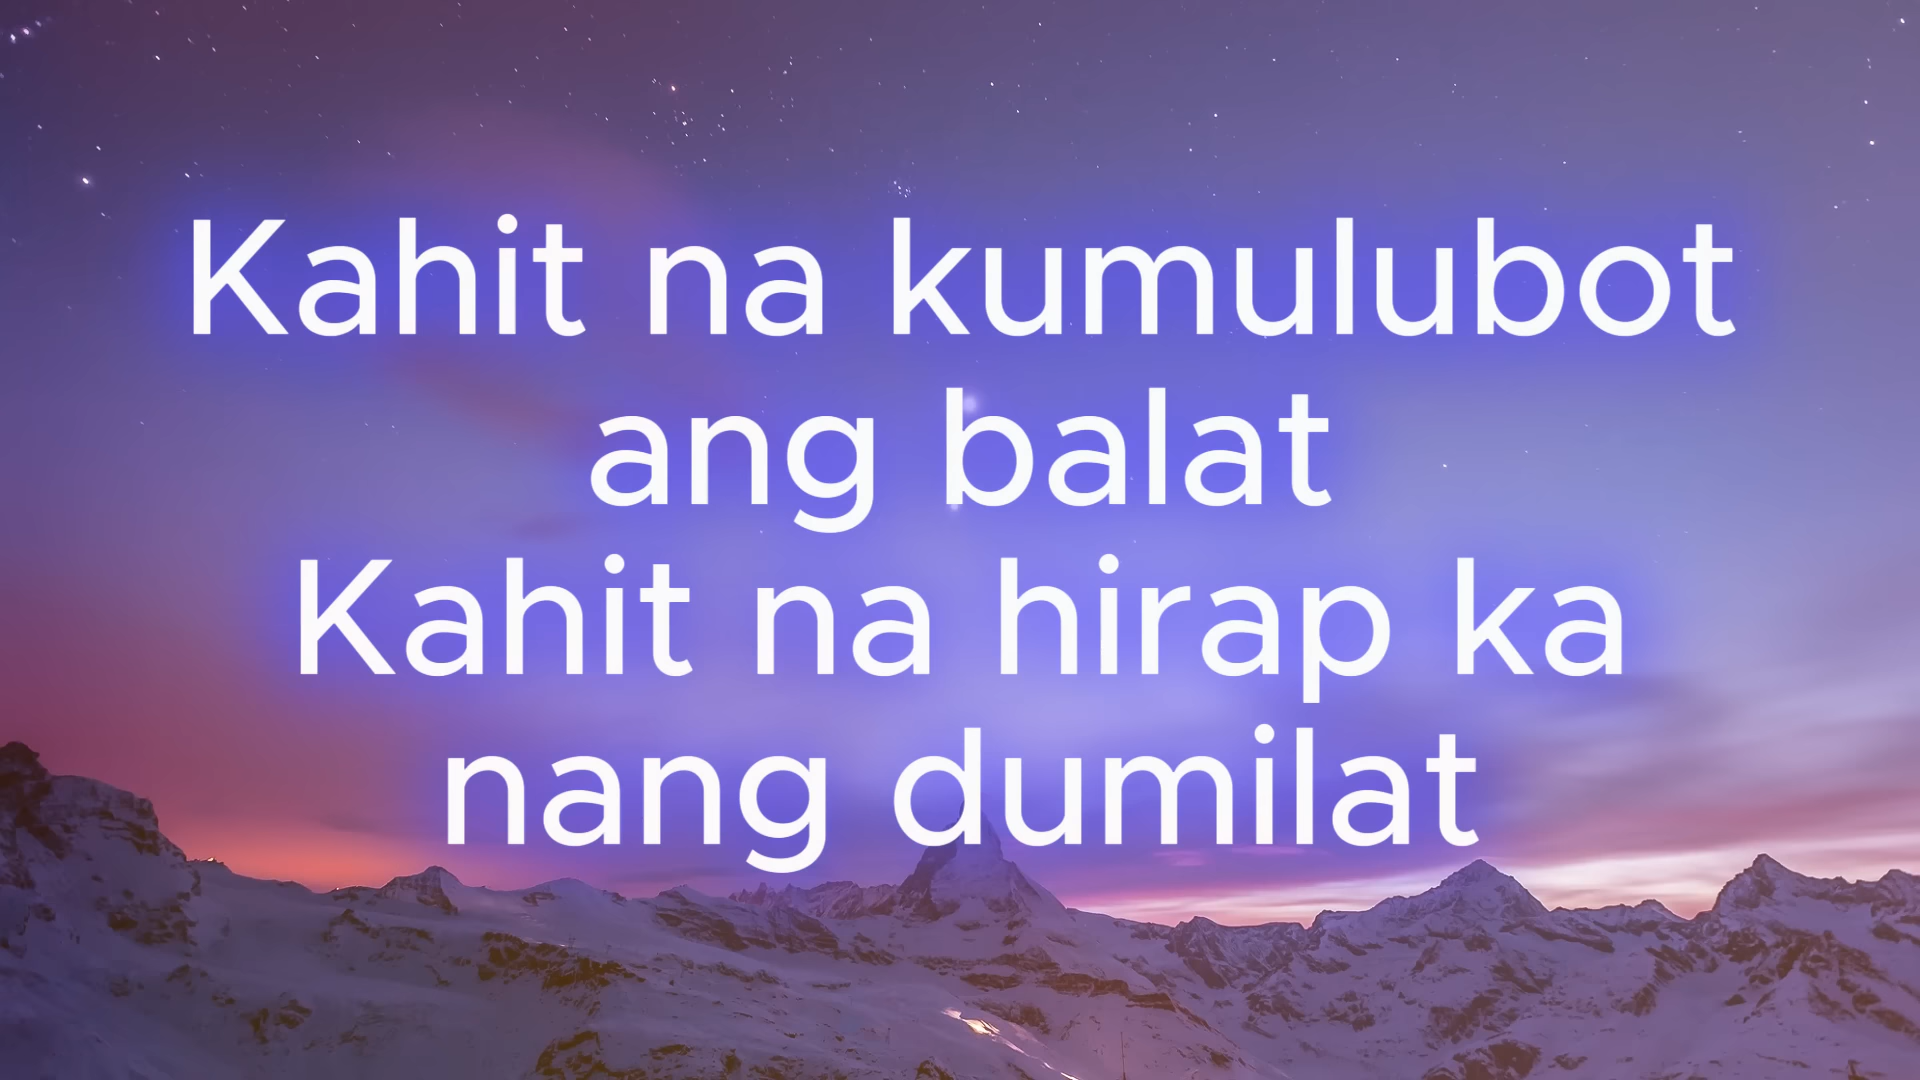 Kahit na kumulubot
ang balat
Kahit na hirap ka
nang dumilat